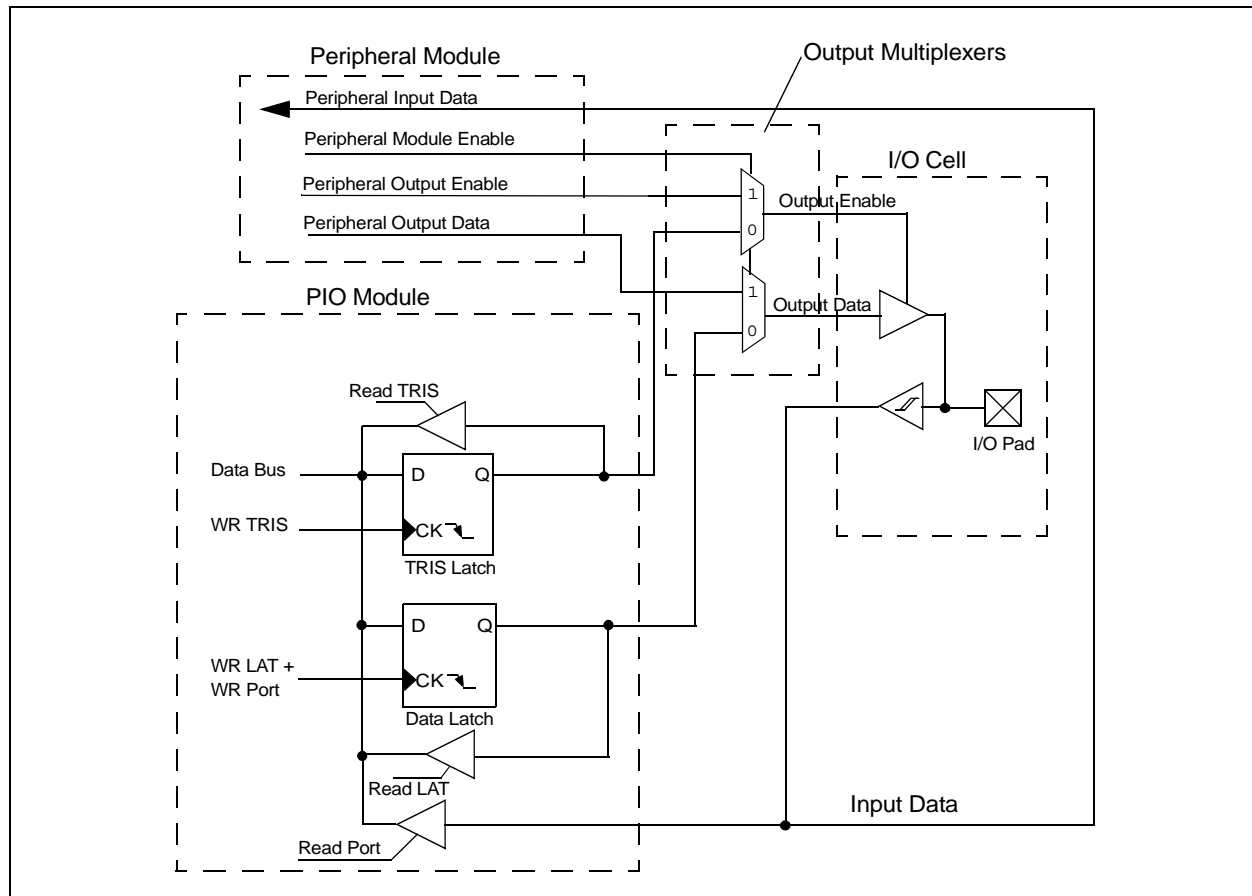 Peripheral Module
Output Multiplexers
Peripheral Input Data
Peripheral Module Enable
I/O Cell
Peripheral Output Enable
1
Output Enable
Peripheral Output Data
0
PIO Module
1
Output Data
0
Read TRIS
I/O Pad
Data Bus
D
Q
WR TRIS
CK
TRIS Latch
D
Q
WR LAT +
WR Port
CK
Data Latch
Read LAT
Input Data
Read Port